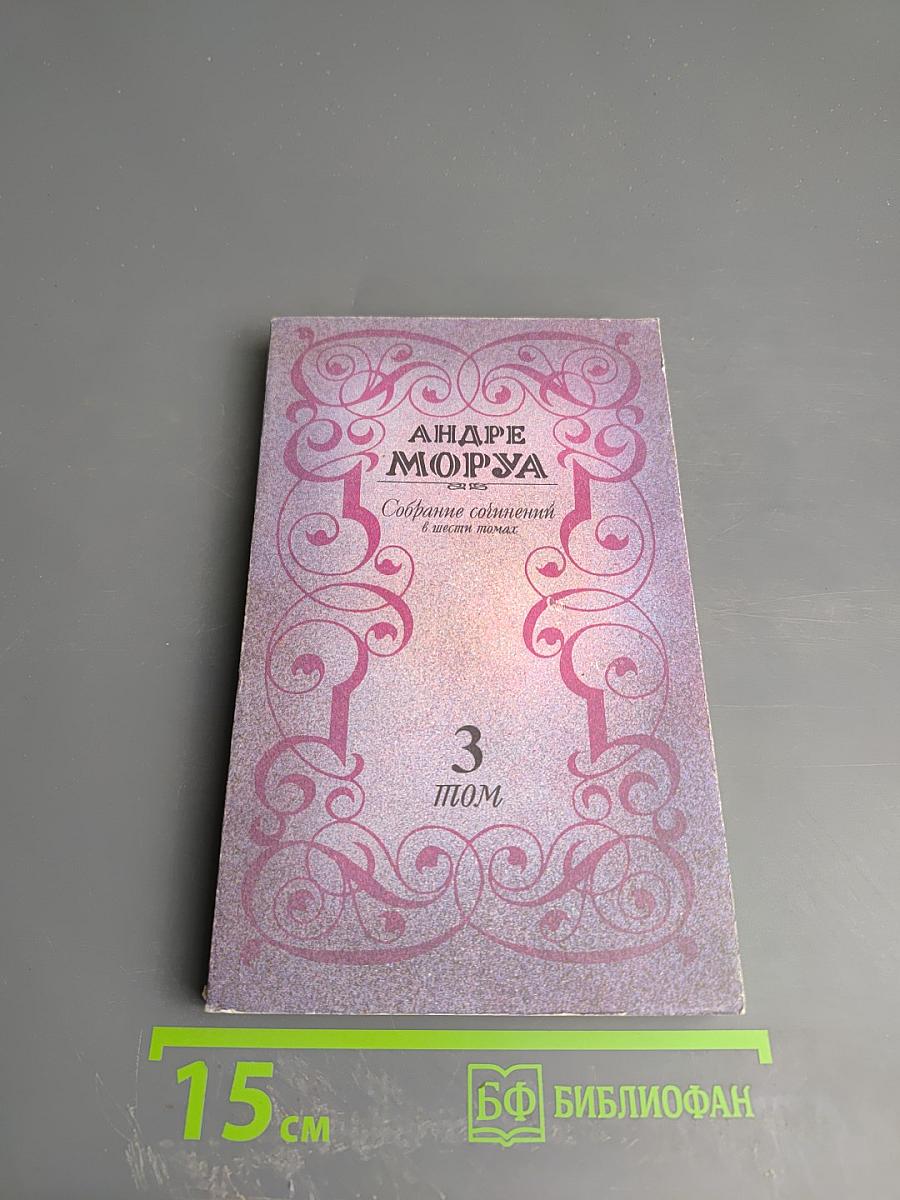 АНДРЕ
МОРУА
Собрание сочинений
в шести томах
3
том
15 см
БФ БИБЛИОФАН